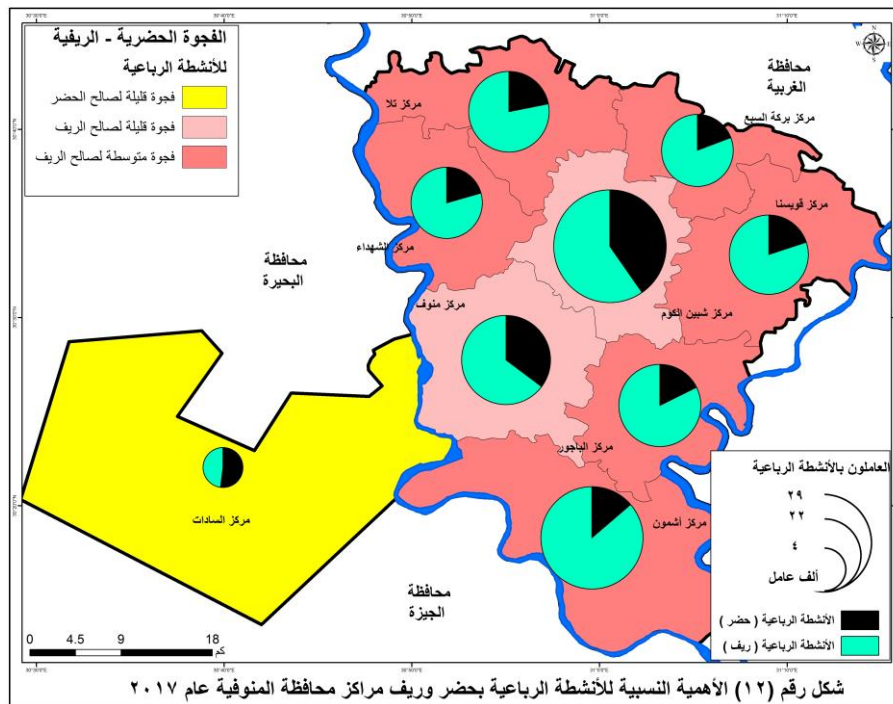 الفجوة الحضرية - الريفية
للأنشطة الرباعية
فجوة قليلة لصالح الحضر
فجوة قليلة لصالح الريف
فجوة متوسطة لصالح الريف
محافظة
الغربية
مركز تلا
مركز بركة السبع
مركز قويسنا
مركز الشهداء
محافظة
البحيرة
مركز منوف
مركز شبين الكوم
مركز الباجور
مركز السادات
مركز أشمون
محافظة
الجيزة
العاملون بالأنشطة الرباعية
٢٩
٢٢
٤
ألف عامل
الأنشطة الرباعية ( حضر )
الأنشطة الرباعية ( ريف )
0 4.5 9 18
كم
شكل رقم (١٢) الأهمية النسبية للأنشطة الرباعية بحضر وريف مراكز محافظة المنوفية عام ٢٠١٧